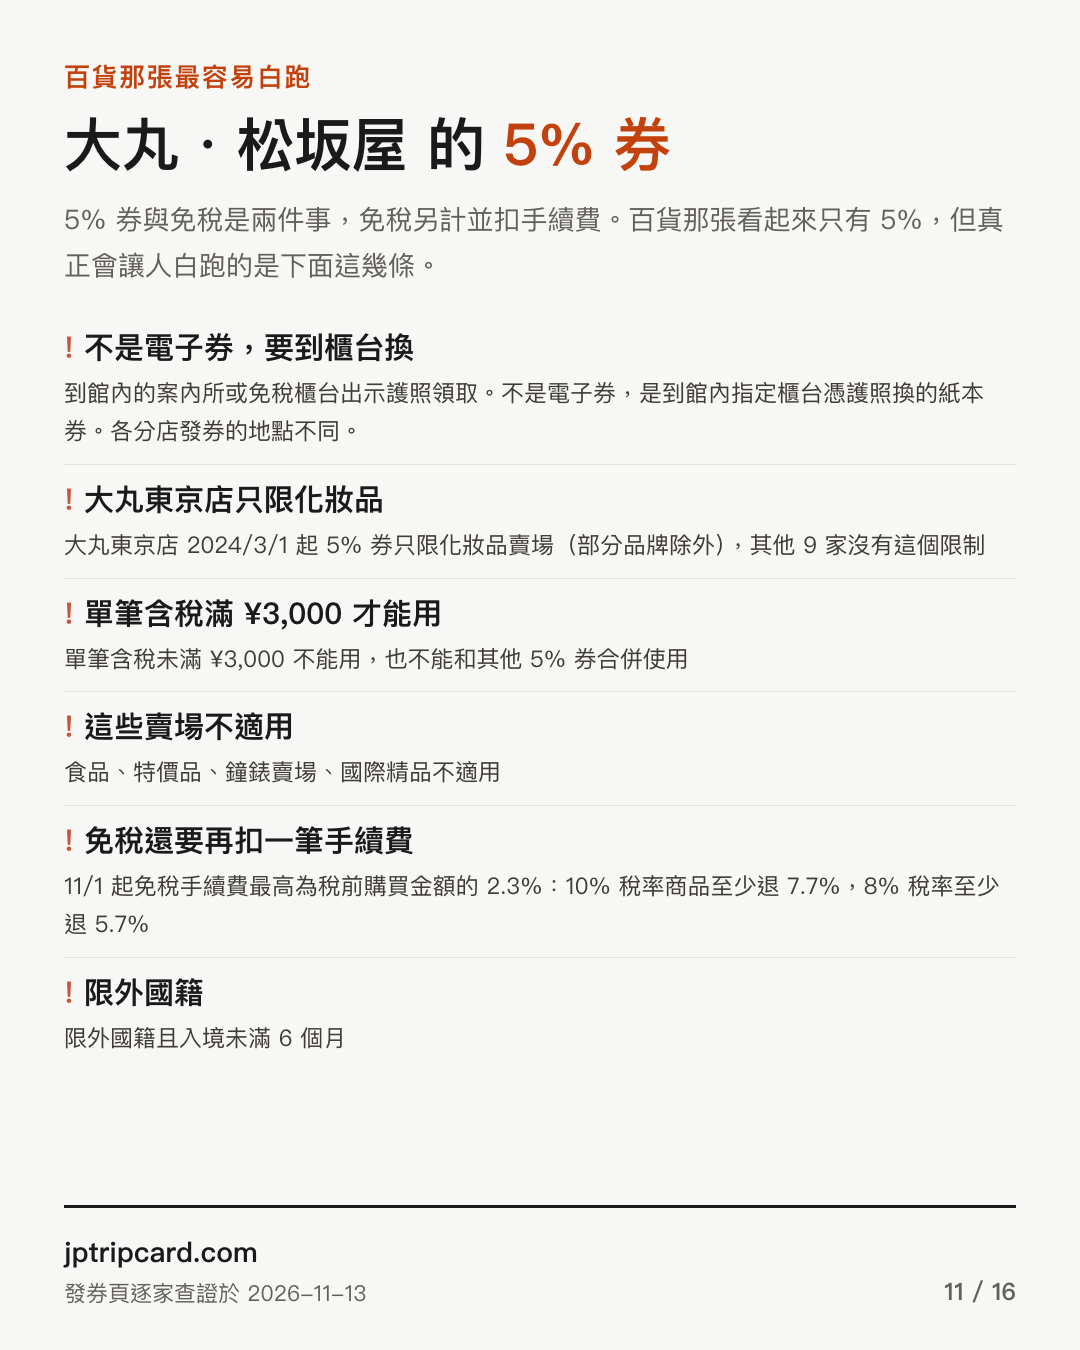 百貨那張最容易白跑
大丸·松坂屋 的 5% 券
5% 券與免稅是兩件事，免稅另計並扣手續費。百貨那張看起來只有 5%，但真
正會讓人白跑的是下面這幾條。
! 不是電子券，要到櫃台換
到館內的案內所或免稅櫃台出示護照領取。不是電子券，是到館內指定櫃台憑護照換的紙本
券。各分店發券的地點不同。
! 大丸東京店只限化妝品
大丸東京店 2024/3/1 起 5% 券只限化妝品賣場（部分品牌除外），其他 9 家沒有這個限制
! 單筆含稅滿 ¥3,000 才能用
單筆含稅未滿 ¥3,000 不能用，也不能和其他 5% 券合併使用
! 這些賣場不適用
食品、特價品、鐘錶賣場、國際精品不適用
! 免稅還要再扣一筆手續費
11/1 起免稅手續費最高為稅前購買金額的 2.3%：10% 稅率商品至少退 7.7%，8% 稅率至少
退 5.7%
! 限外國籍
限外國籍且入境未滿 6 個月
jptripcard.com
發券頁逐家查證於 2026-11-13
11 / 16